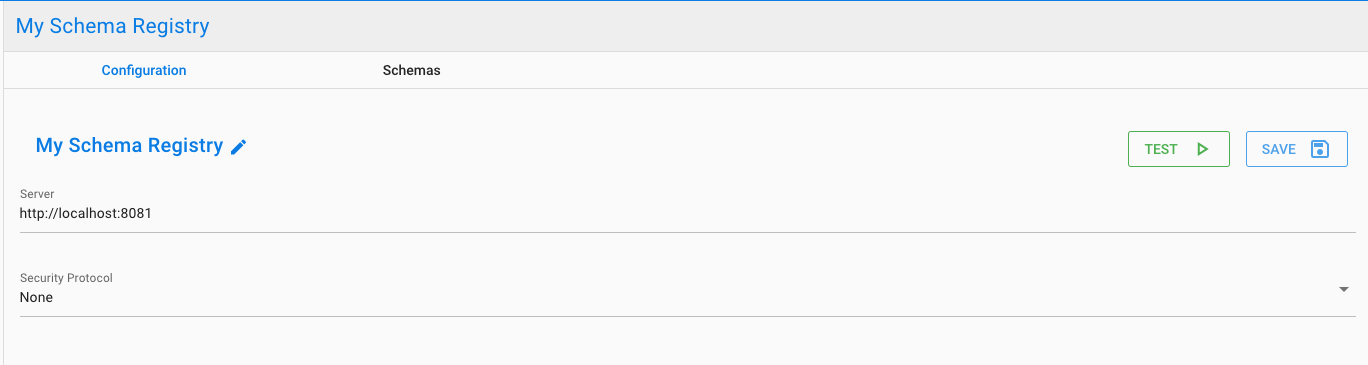 My Schema Registry
Configuration Schemas
My Schema Registry
TEST SAVE
Server
http://localhost:8081
Security Protocol
None